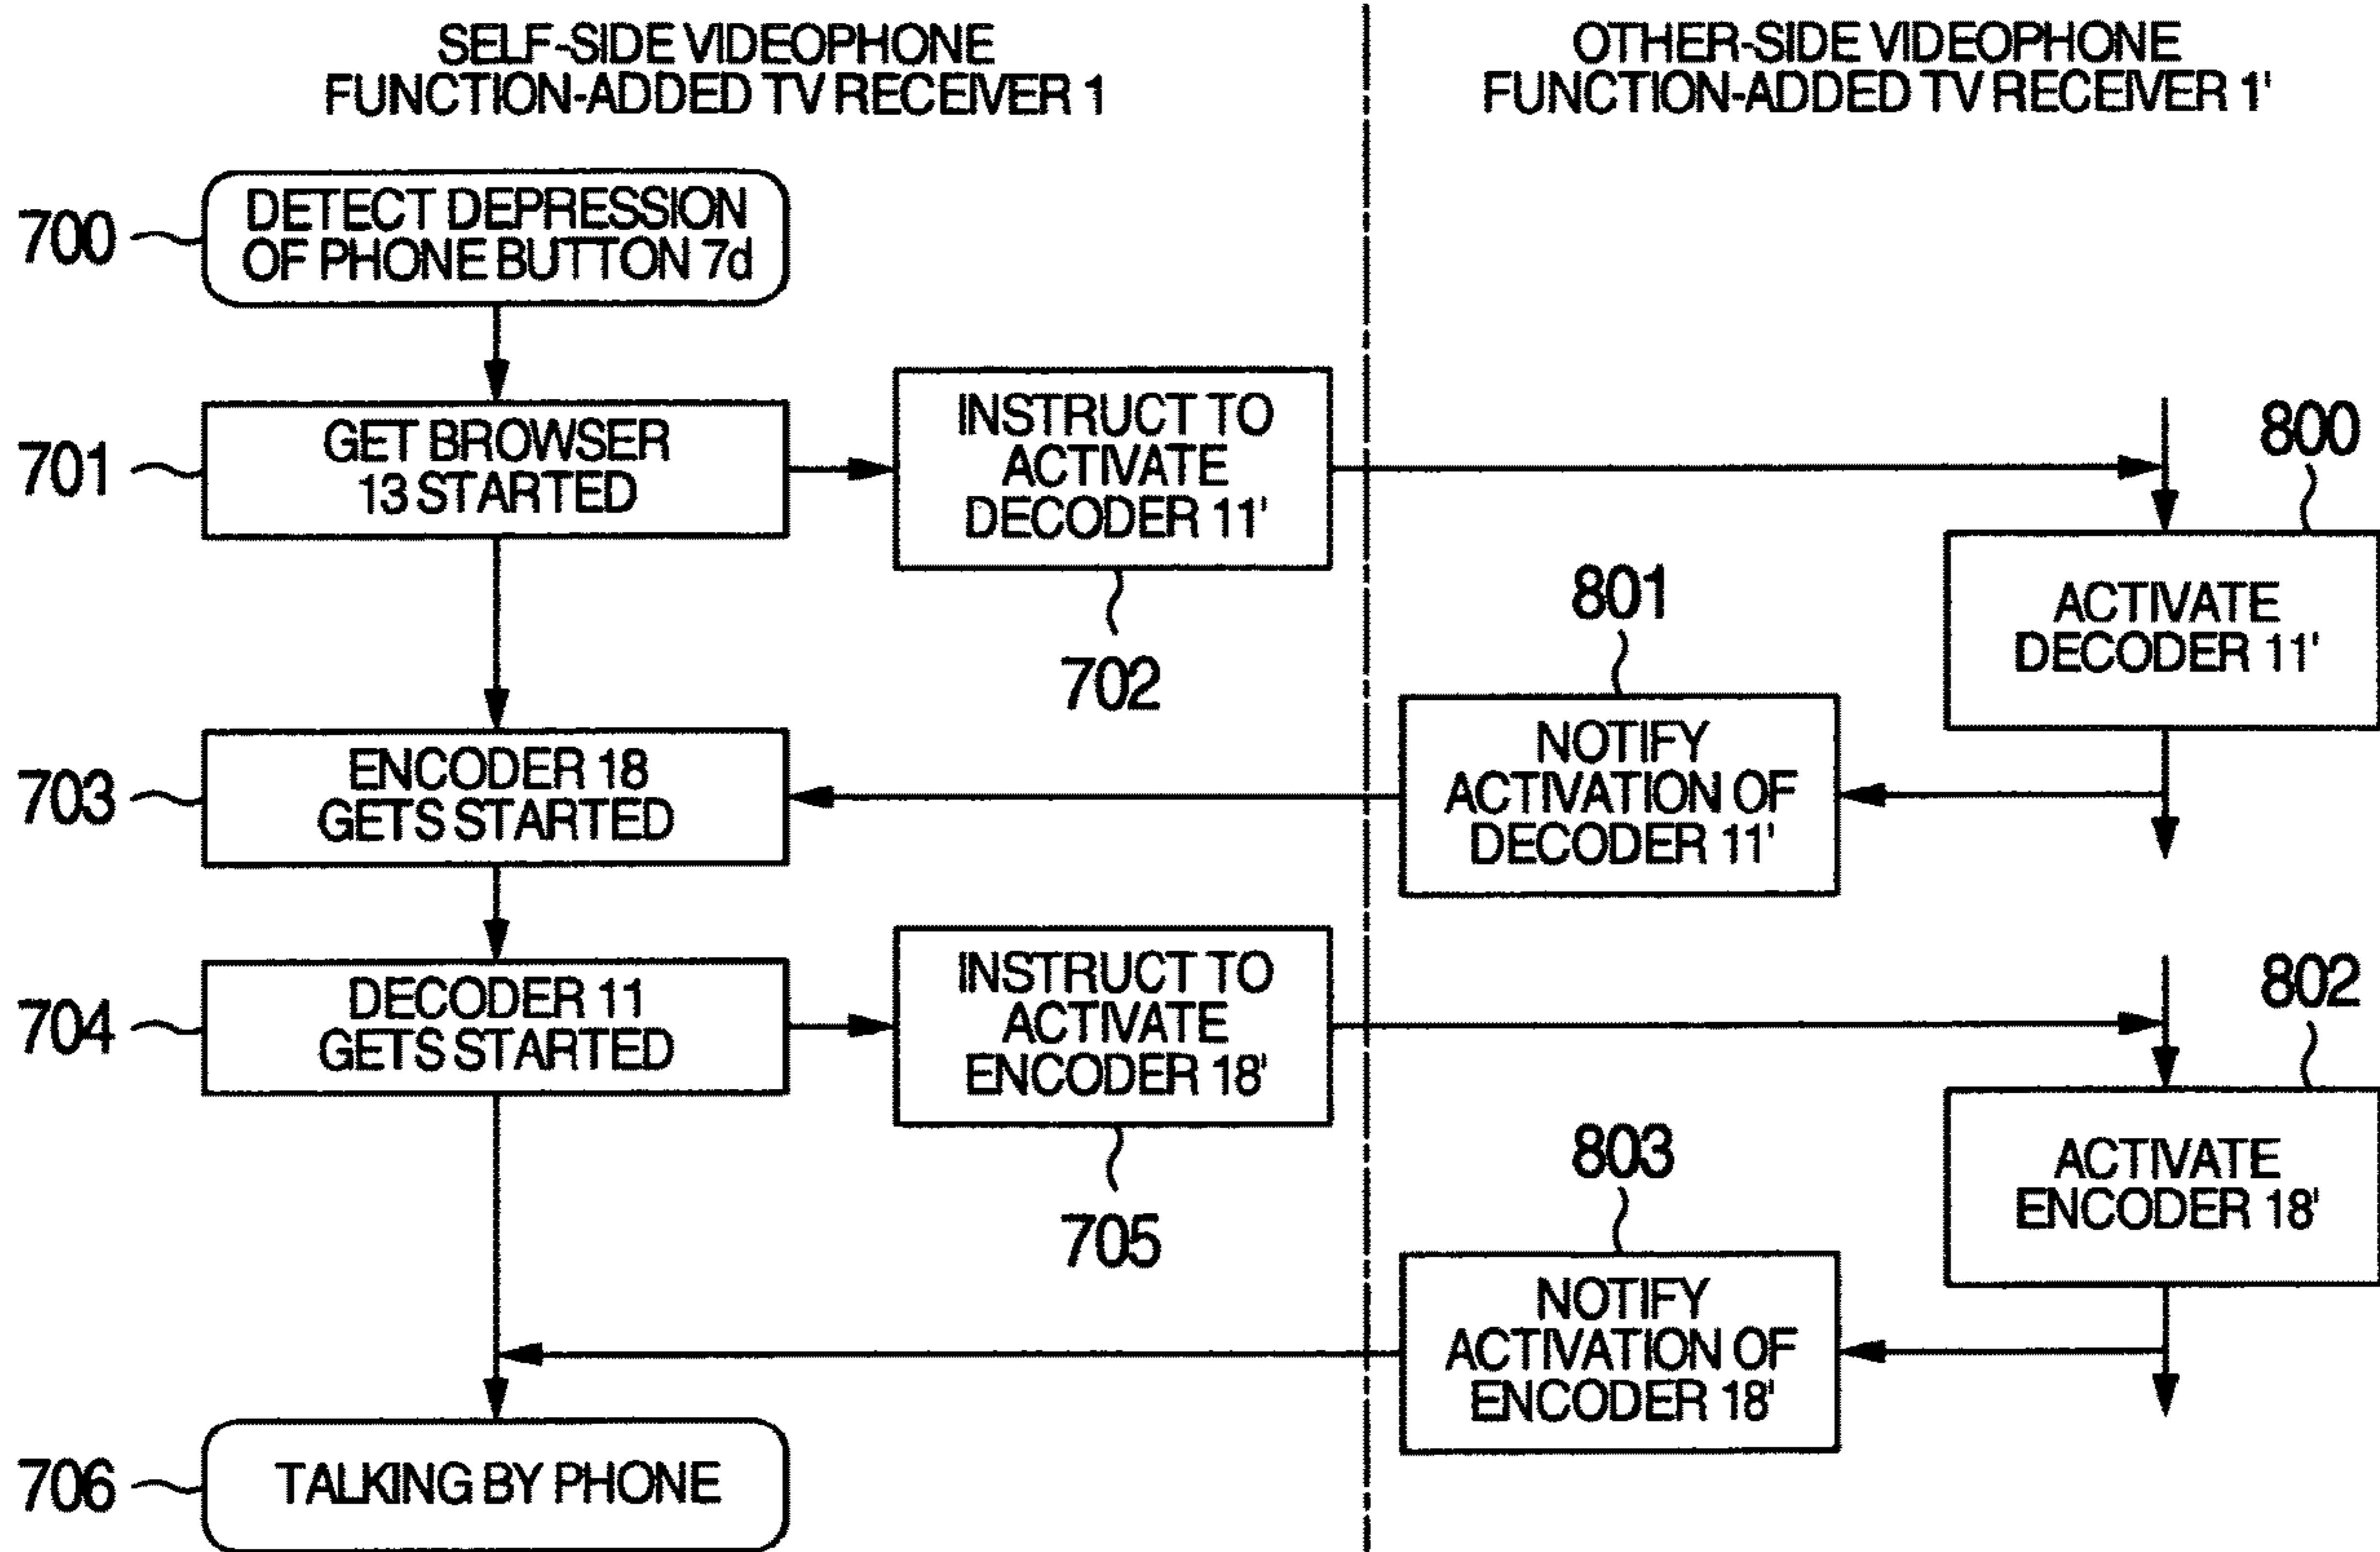 SELF-SIDE VIDEOPHONE
FUNCTION-ADDED TV RECEIVER 1
OTHER-SIDE VIDEOPHONE
FUNCTION-ADDED TV RECEIVER 1'
700
DETECT DEPRESSION
OF PHONE BUTTON 7d
701
GET BROWSER
13 STARTED
INSTRUCT TO
ACTIVATE
DECODER 11'
702
800
ACTIVATE
DECODER 11'
801
NOTIFY
ACTIVATION OF
DECODER 11'
703
ENCODER 18
GETS STARTED
704
DECODER 11
GETS STARTED
INSTRUCT TO
ACTIVATE
ENCODER 18'
705
802
ACTIVATE
ENCODER 18'
803
NOTIFY
ACTIVATION OF
ENCODER 18'
706
TALKING BY PHONE